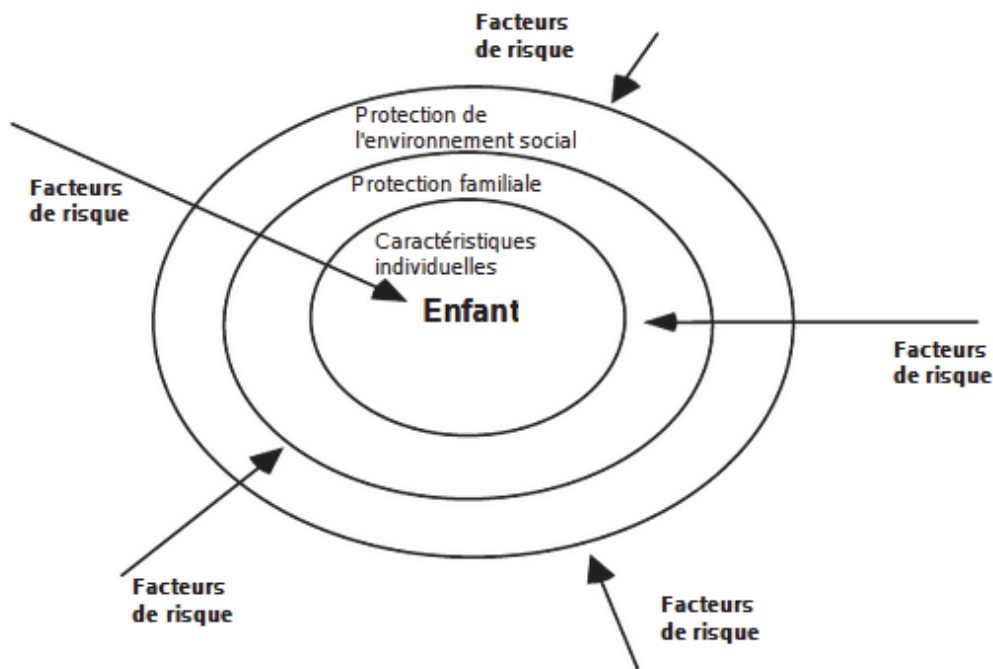 Facteurs
de risque
Protection de
l'environnement social
Protection familiale
Facteurs
de risque
Caractéristiques
individuelles
Enfant
Facteurs
de risque
Facteurs
de risque
Facteurs
de risque